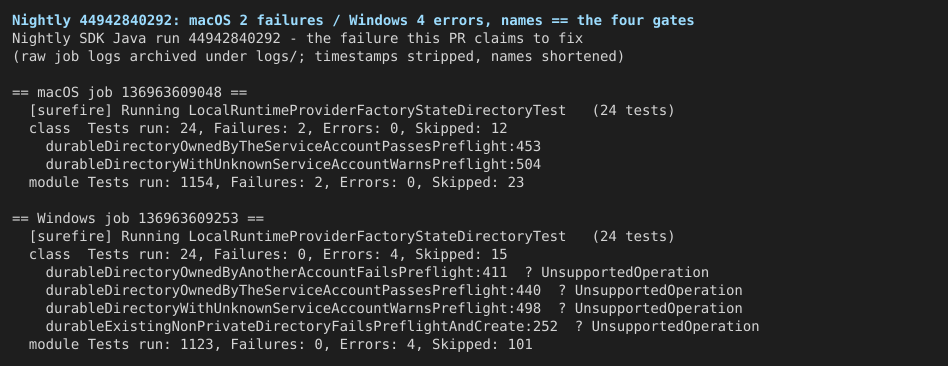 Nightly 44942840292: macOS 2 failures / Windows 4 errors, names == the four gates
Nightly SDK Java run 44942840292 - the failure this PR claims to fix
(raw job logs archived under logs/; timestamps stripped, names shortened)
== macOS job 136963609048 ==
[surefire] Running LocalRuntimeProviderFactoryStateDirectoryTest (24 tests)
class Tests run: 24, Failures: 2, Errors: 0, Skipped: 12
durableDirectoryOwnedByTheServiceAccountPassesPreflight:453
durableDirectoryWithUnknownServiceAccountWarnsPreflight:504
module Tests run: 1154, Failures: 2, Errors: 0, Skipped: 23
== Windows job 136963609253 ==
[surefire] Running LocalRuntimeProviderFactoryStateDirectoryTest (24 tests)
class Tests run: 24, Failures: 0, Errors: 4, Skipped: 15
durableDirectoryOwnedByAnotherAccountFailsPreflight:411 ? UnsupportedOperation
durableDirectoryOwnedByTheServiceAccountPassesPreflight:440 ? UnsupportedOperation
durableDirectoryWithUnknownServiceAccountWarnsPreflight:498 ? UnsupportedOperation
durableExistingNonPrivateDirectoryFailsPreflightAndCreate:252 ? UnsupportedOperation
module Tests run: 1123, Failures: 0, Errors: 4, Skipped: 101